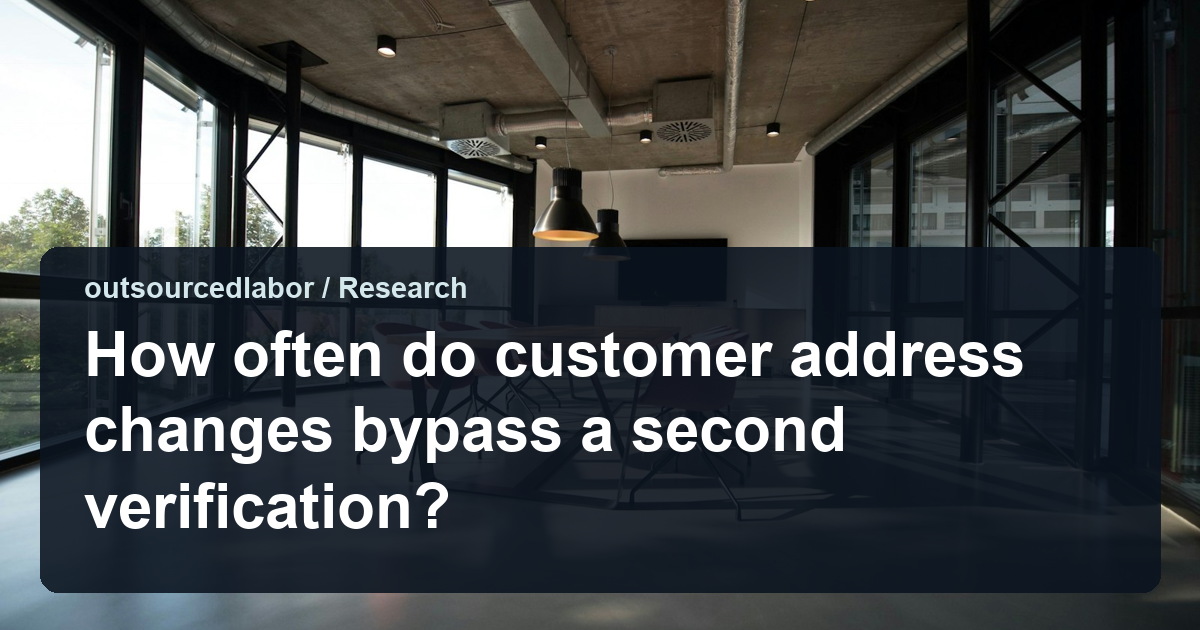 outsourcedlabor / Research
How often do customer address
changes bypass a second
verification?